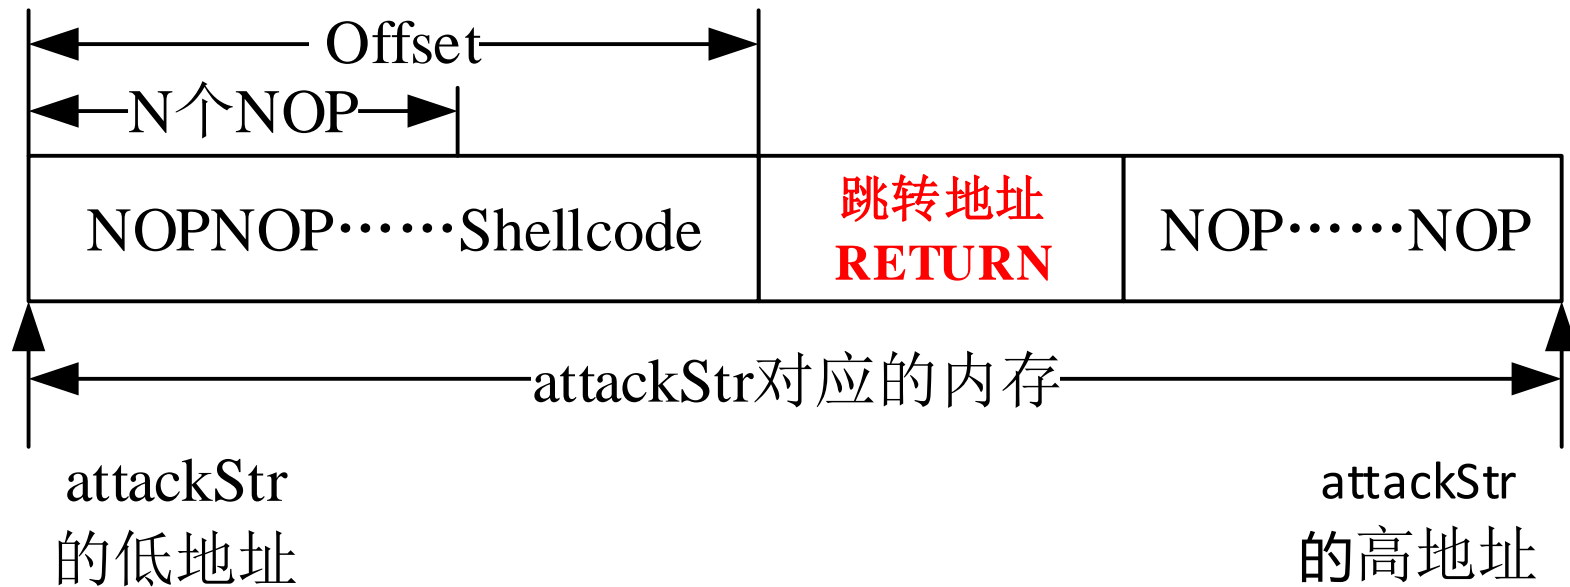 Offset
N个NOP
NOPNOP……Shellcode
跳转地址
RETURN
NOP……NOP
attackStr对应的内存
attackStr
的低地址
attackStr
的高地址